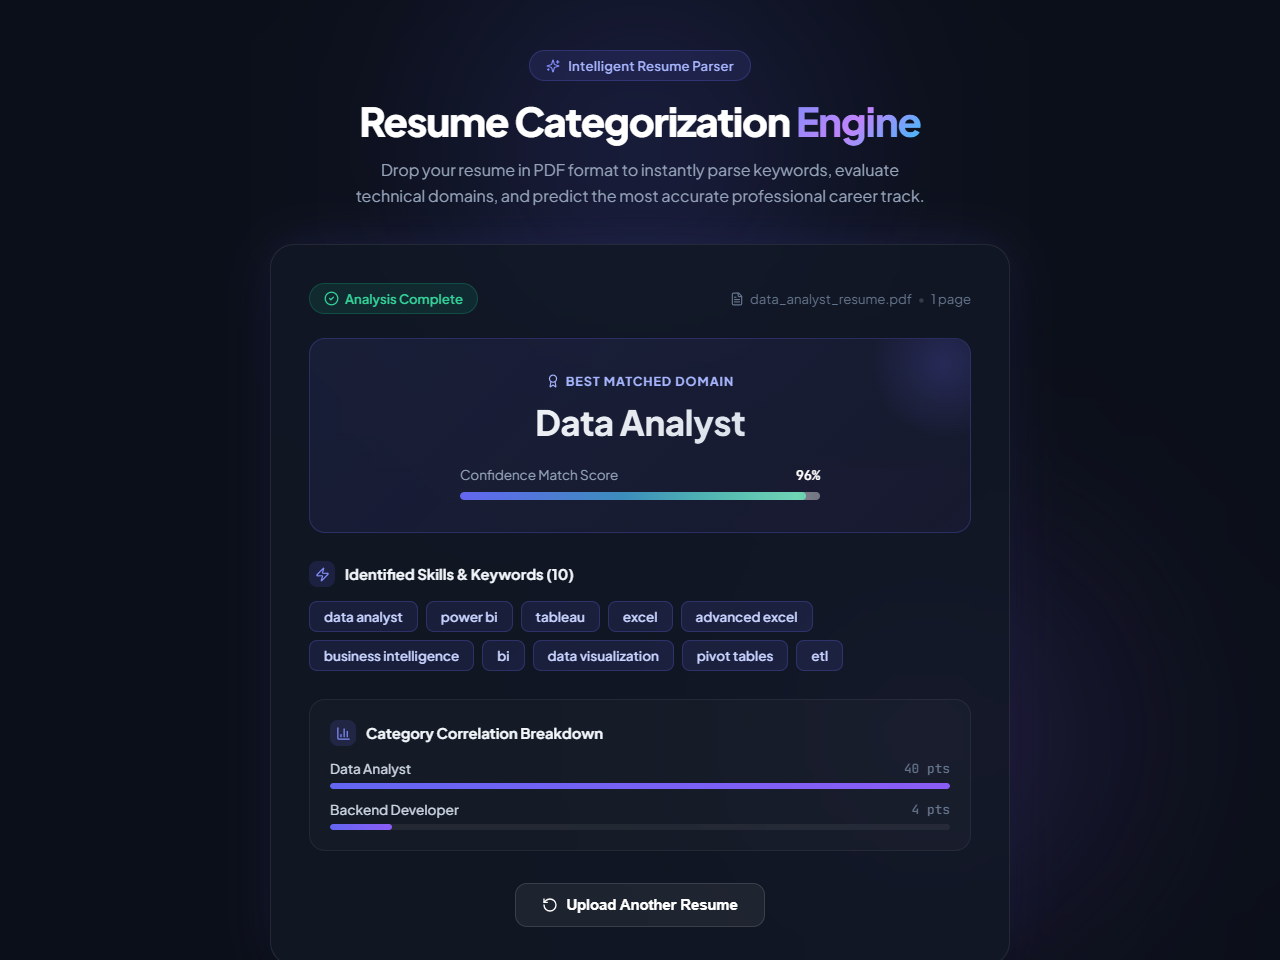 Intelligent Resume Parser
Resume Categorization Engine
Drop your resume in PDF format to instantly parse keywords, evaluate
technical domains, and predict the most accurate professional career track.
Analysis Complete
data_analyst_resume.pdf • 1 page
BEST MATCHED DOMAIN
Data Analyst
Confidence Match Score 96%
Identified Skills & Keywords (10)
data analyst power bi tableau excel advanced excel
business intelligence bi data visualization pivot tables etl
Category Correlation Breakdown
Data Analyst 40 pts
Backend Developer 4 pts
Upload Another Resume